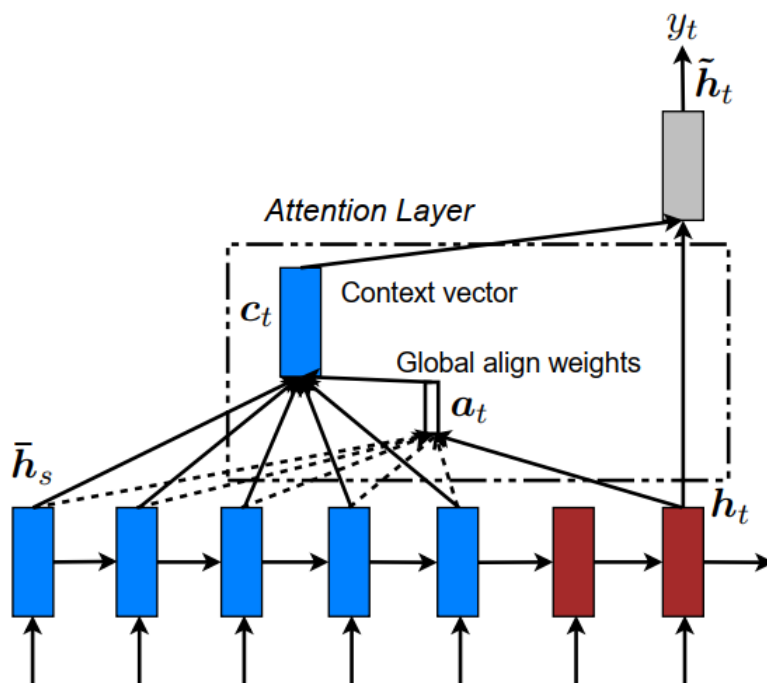 y_t
h̃_t
Attention Layer
Context vector
c_t
Global align weights
a_t
h̄_s
h_t